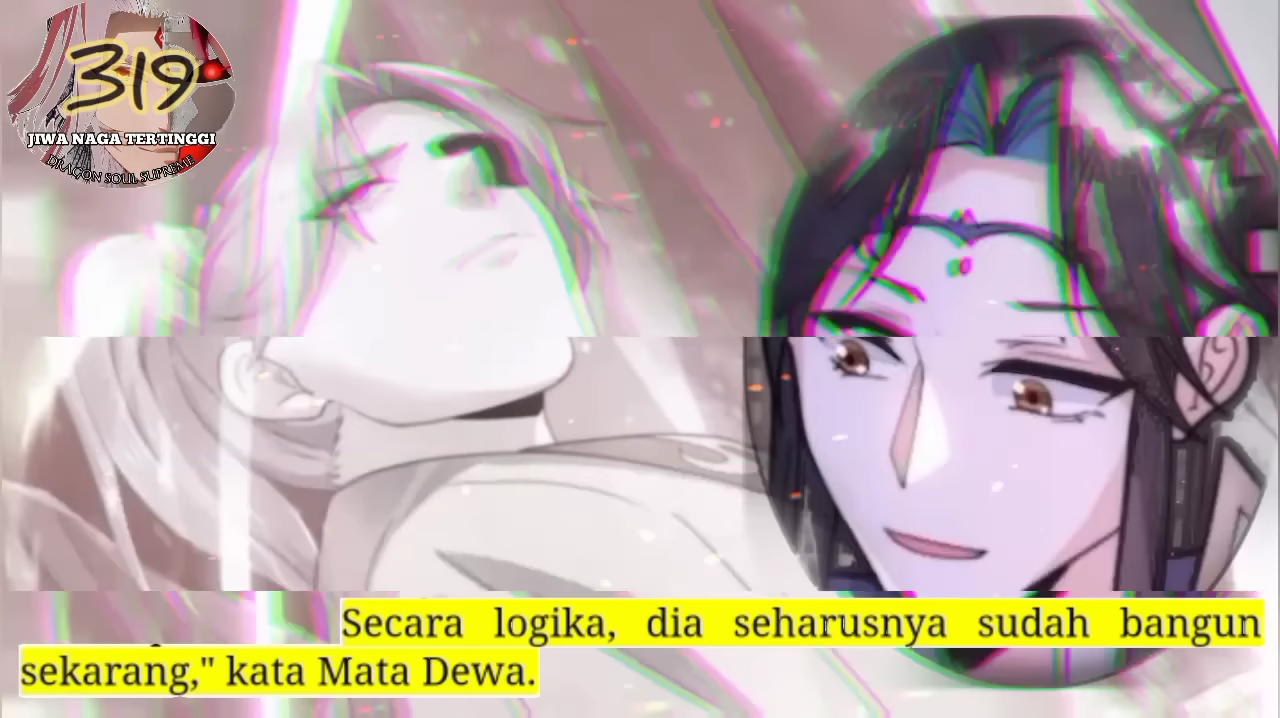 319
JIWA NAGA TERTINGGI
DRAGON SOUL SUPREME
Secara logika, dia seharusnya sudah bangun
sekarang," kata Mata Dewa.